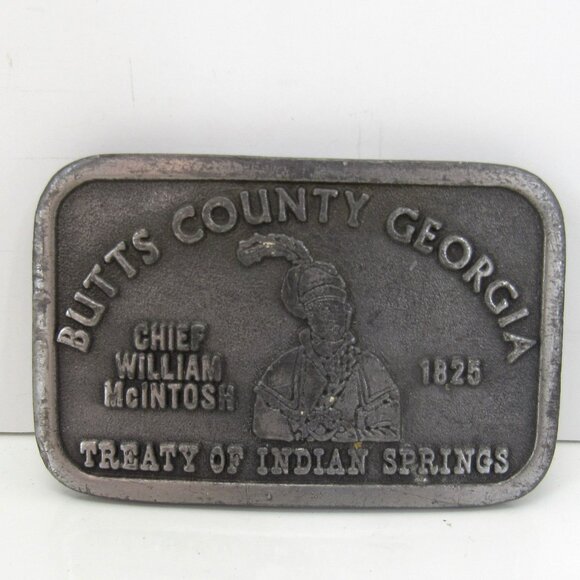 BUTTS COUNTY GEORGIA
CHIEF
WILLIAM
McINTOSH
1825
TREATY OF INDIAN SPRINGS